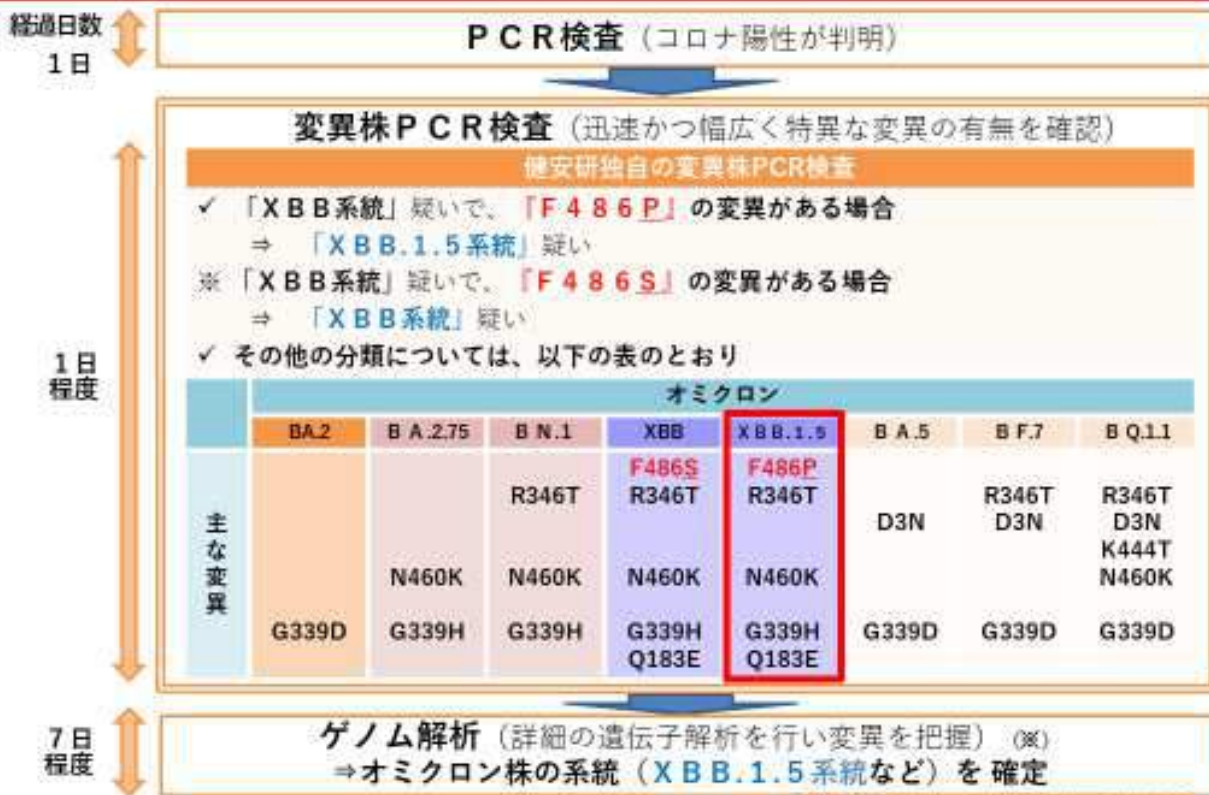 経過日数
1日
ＰＣＲ検査（コロナ陽性が判明）
変異株ＰＣＲ検査（迅速かつ幅広く特異な変異の有無を確認）
健安研独自の変異株PCR検査
✓ 「ＸＢＢ系統」疑いで、『Ｆ４８６Ｐ』の変異がある場合
⇒ 「ＸＢＢ.１.５系統」疑い
※ 「ＸＢＢ系統」疑いで、『Ｆ４８６Ｓ』の変異がある場合
⇒ 「ＸＢＢ系統」疑い
✓ その他の分類については、以下の表のとおり
1日
程度
オミクロン
BA.2 BA.2.75 BN.1 XBB XBB.1.5 BA.5 BF.7 BQ.1.1
主な変異
F486S F486P
R346T R346T R346T R346T R346T
D3N D3N D3N
K444T
N460K N460K N460K N460K N460K
G339D G339H G339H G339H G339H G339D G339D G339D
Q183E Q183E
7日
程度
ゲノム解析（詳細の遺伝子解析を行い変異を把握）（※）
⇒オミクロン株の系統（ＸＢＢ.１.５系統など）を確定